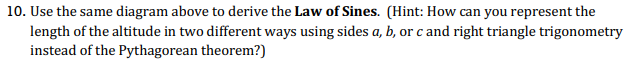 10. Use the same diagram above to derive the Law of Sines. (Hint: How can you represent the
length of the altitude in two different ways using sides a, b, or c and right triangle trigonometry
instead of the Pythagorean theorem?)